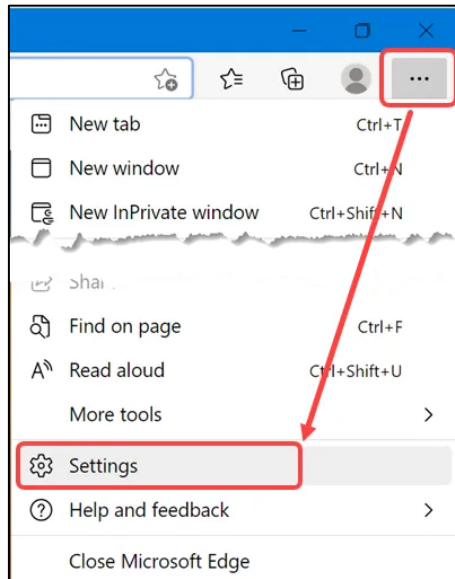 New tab Ctrl+T
New window Ctrl+N
New InPrivate window Ctrl+Shift+N
Find on page Ctrl+F
A Read aloud Ctrl+Shift+U
More tools
Settings
Help and feedback
Close Microsoft Edge